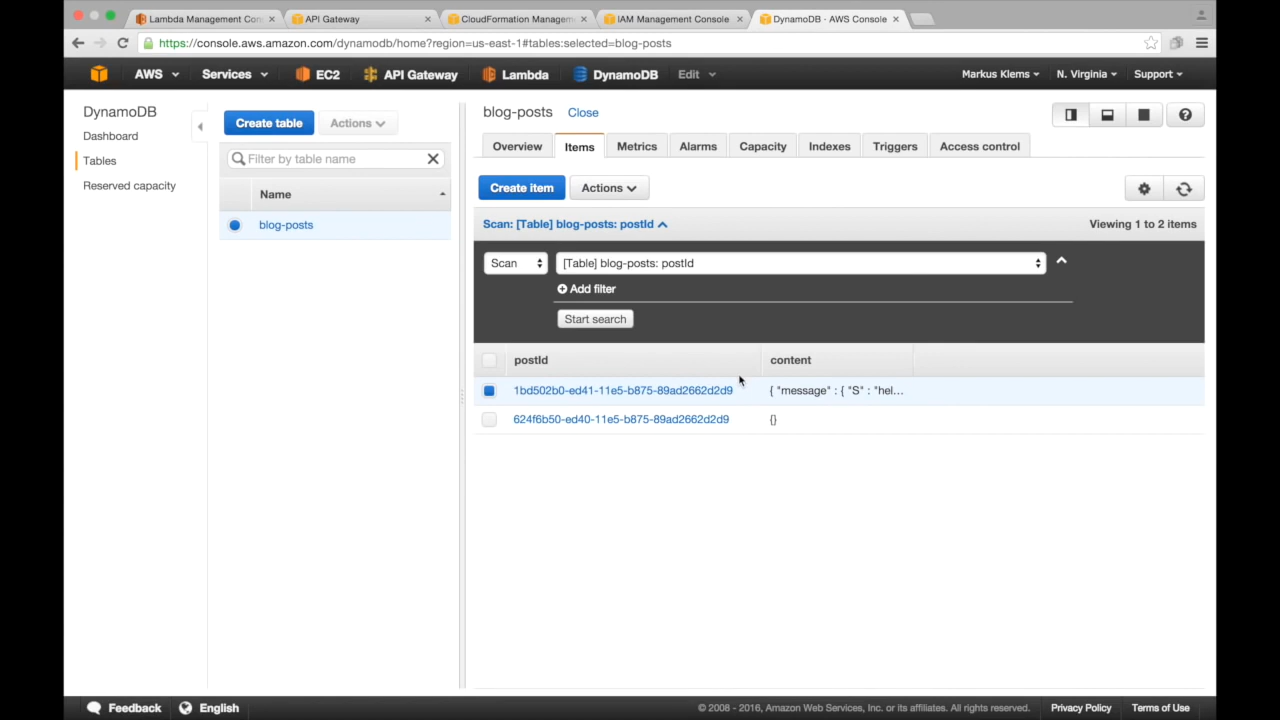 Lambda Management Con
API Gateway
CloudFormation Managem
IAM Management Console
DynamoDB · AWS Console
https://console.aws.amazon.com/dynamodb/home?region=us-east-1#tables:selected=blog-posts
AWS Services EC2 API Gateway Lambda DynamoDB Edit Markus Klems N. Virginia Support
DynamoDB
Dashboard
Tables
Reserved capacity
Create table Actions
Filter by table name
Name
blog-posts
blog-posts Close
Overview Items Metrics Alarms Capacity Indexes Triggers Access control
Create item Actions
Scan: [Table] blog-posts: postId Viewing 1 to 2 items
Scan [Table] blog-posts: postId
Add filter
Start search
postId content
1bd502b0-ed41-11e5-b875-89ad2662d2d9 { "message" : { "S" : "hel...
624f6b50-ed40-11e5-b875-89ad2662d2d9 {}
Feedback English © 2008 - 2016, Amazon Web Services, Inc. or its affiliates. All rights reserved. Privacy Policy Terms of Use